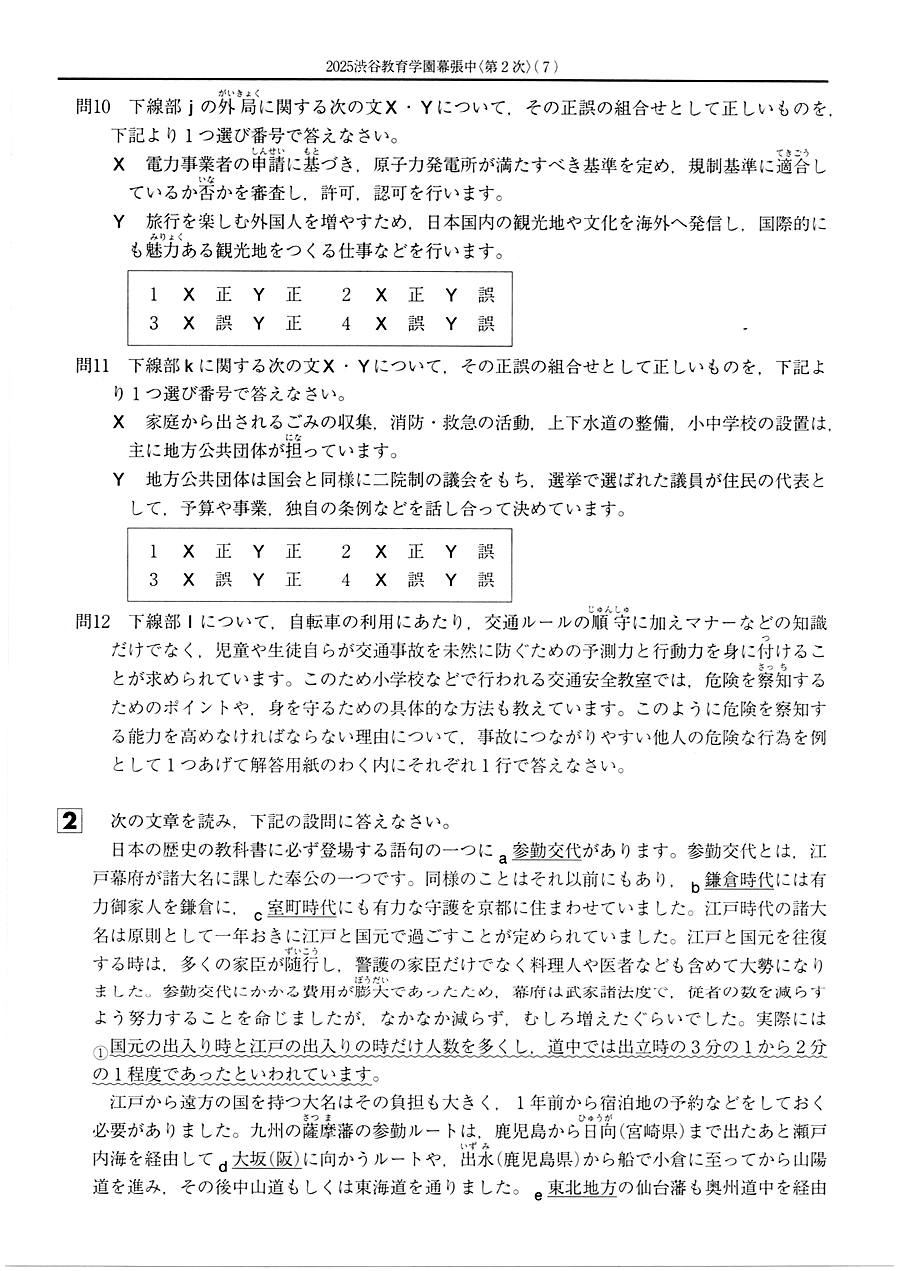 2025渋谷教育学園幕張中〈第2次〉(7)
問10 下線部jの外局に関する次の文X・Yについて，その正誤の組合せとして正しいものを，
下記より1つ選び番号で答えなさい。
X 電力事業者の申請に基づき，原子力発電所が満たすべき基準を定め，規制基準に適合し
ているか否かを審査し，許可，認可を行います。
Y 旅行を楽しむ外国人を増やすため，日本国内の観光地や文化を海外へ発信し，国際的に
も魅力ある観光地をつくる仕事などを行います。
1 X 正 Y 正 2 X 正 Y 誤
3 X 誤 Y 正 4 X 誤 Y 誤
問11 下線部kに関する次の文X・Yについて，その正誤の組合せとして正しいものを，下記よ
り1つ選び番号で答えなさい。
X 家庭から出されるごみの収集，消防・救急の活動，上下水道の整備，小中学校の設置は，
主に地方公共団体が担っています。
Y 地方公共団体は国会と同様に二院制の議会をもち，選挙で選ばれた議員が住民の代表と
して，予算や事業，独自の条例などを話し合って決めています。
1 X 正 Y 正 2 X 正 Y 誤
3 X 誤 Y 正 4 X 誤 Y 誤
問12 下線部lについて，自転車の利用にあたり，交通ルールの順守に加えマナーなどの知識
だけでなく，児童や生徒自らが交通事故を未然に防ぐための予測力と行動力を身に付けるこ
とが求められています。このため小学校などで行われる交通安全教室では，危険を察知する
ためのポイントや，身を守るための具体的な方法も教えています。このように危険を察知す
る能力を高めなければならない理由について，事故につながりやすい他人の危険な行為を例
として1つあげて解答用紙のわく内にそれぞれ1行で答えなさい。
2 次の文章を読み，下記の設問に答えなさい。
日本の歴史の教科書に必ず登場する語句の一つにa参勤交代があります。参勤交代とは，江
戸幕府が諸大名に課した奉公の一つです。同様のことはそれ以前にもあり，b鎌倉時代には有
力御家人を鎌倉に，c室町時代にも有力な守護を京都に住まわせていました。江戸時代の諸大
名は原則として一年おきに江戸と国元で過ごすことが定められていました。江戸と国元を往復
する時は，多くの家臣が随行し，警護の家臣だけでなく料理人や医者なども含めて大勢になり
ました。参勤交代にかかる費用が膨大であったため，幕府は武家諸法度で，従者の数を減らす
よう努力することを命じましたが，なかなか減らず，むしろ増えたぐらいでした。実際には
①国元の出入り時と江戸の出入りの時だけ人数を多くし，道中では出立時の3分の1から2分
の1程度であったといわれています。
江戸から遠方の国を持つ大名はその負担も大きく，1年前から宿泊地の予約などをしておく
必要がありました。九州の薩摩藩の参勤ルートは，鹿児島から日向(宮崎県)まで出たあと瀬戸
内海を経由してd大坂(阪)に向かうルートや，出水(鹿児島県)から船で小倉に至ってから山陽
道を進み，その後中山道もしくは東海道を通りました。e東北地方の仙台藩も奥州道中を経由